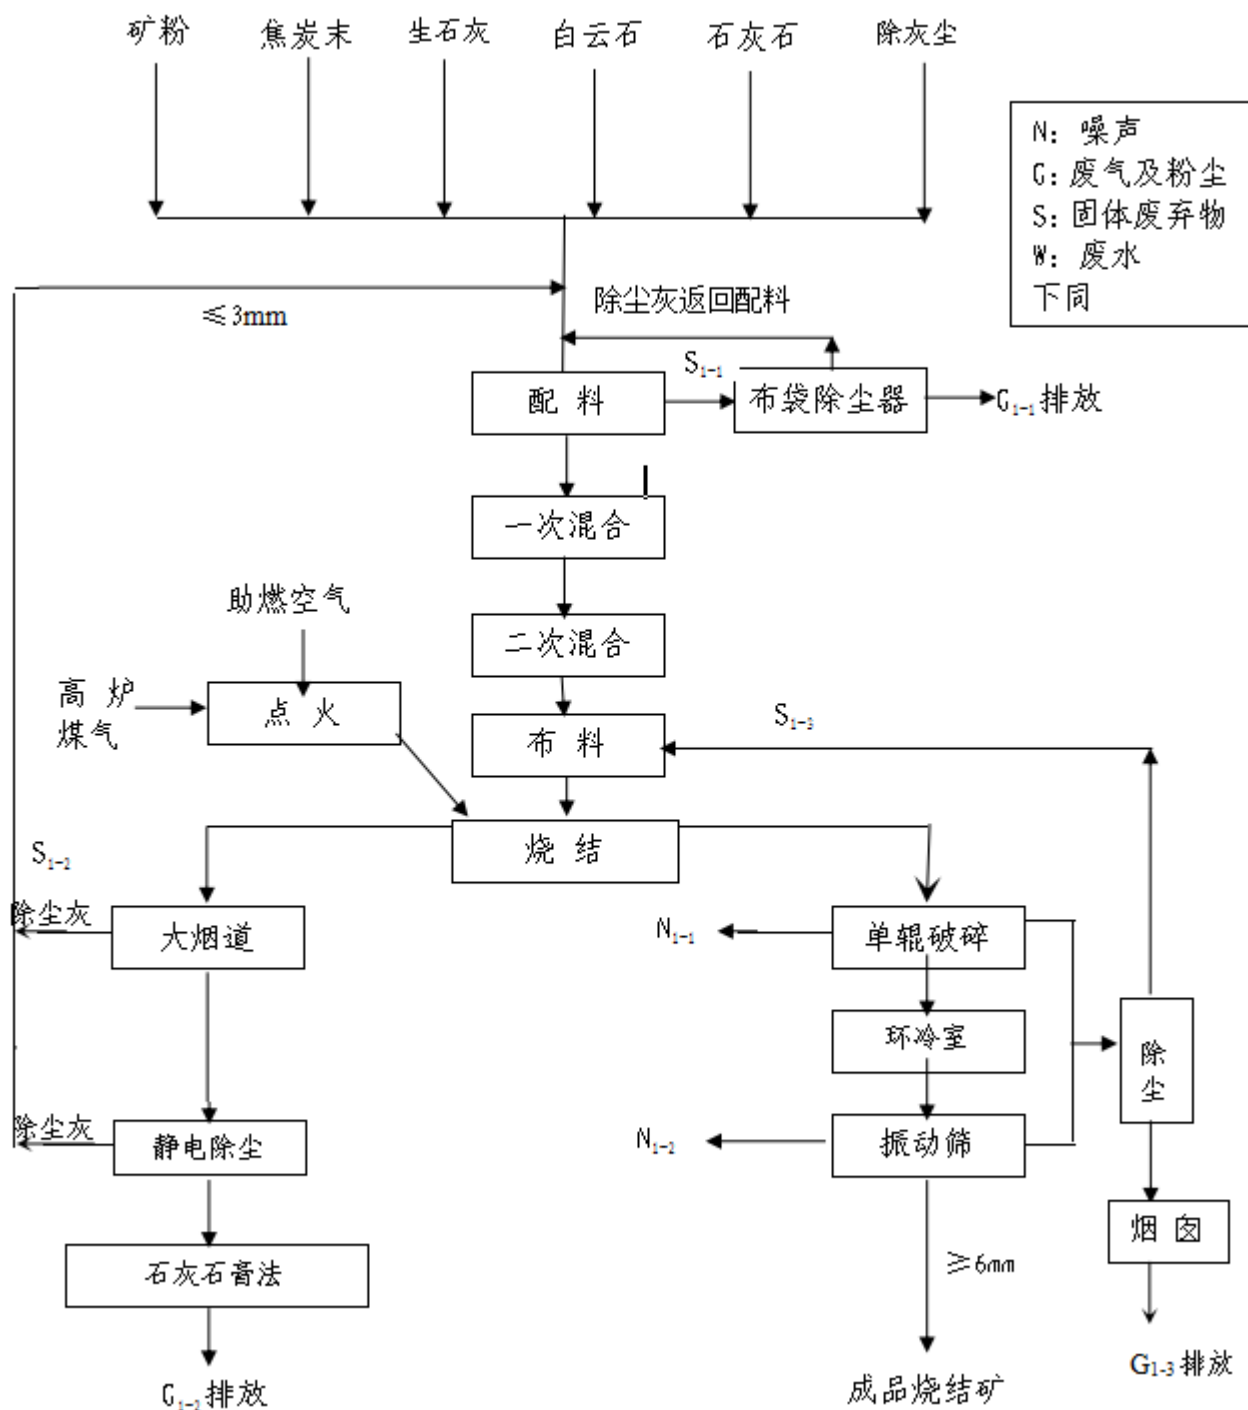 矿粉
焦炭末
生石灰
白云石
石灰石
除灰尘
N：噪声
G：废气及粉尘
S：固体废弃物
W：废水
下同
≤3mm
除尘灰返回配料
S₁₋₁
配 料
布袋除尘器
G₁₋₁排放
一次混合
助燃空气
二次混合
高 炉
煤气
点 火
布 料
S₁₋₃
烧 结
S₁₋₂
除尘灰
大烟道
N₁₋₁
单辊破碎
环冷室
除
尘
除尘灰
静电除尘
N₁₋₂
振动筛
烟 囱
石灰石膏法
≥6mm
G₁₋₂排放
成品烧结矿
G₁₋₃排放